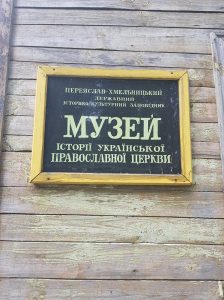 ПЕРЕЯСЛАВ-ХМЕЛЬНИЦЬКИЙ
ДЕРЖАВНИЙ
ІСТОРИКО-КУЛЬТУРНИЙ ЗАПОВІДНИК
МУЗЕЙ
ІСТОРІЇ УКРАЇНСЬКОЇ
ПРАВОСЛАВНОЇ ЦЕРКВИ